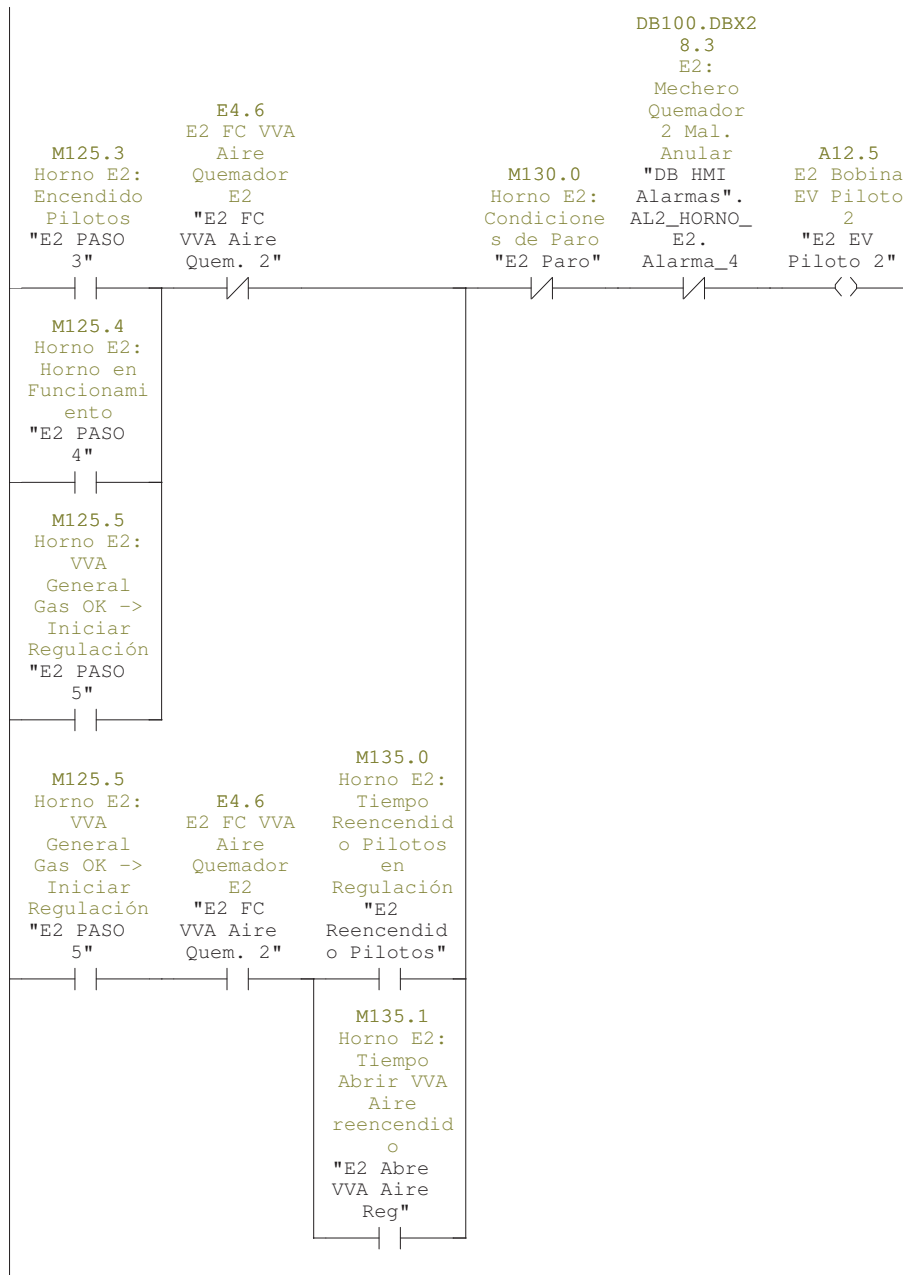 M125.3
Horno E2:
Encendido
Pilotos
"E2 PASO
3"
E4.6
E2 FC VVA
Aire
Quemador
E2
"E2 FC
VVA Aire
Quem. 2"
M130.0
Horno E2:
Condicione
s de Paro
"E2 Paro"
DB100.DBX2
8.3
E2:
Mechero
Quemador
2 Mal.
Anular
"DB HMI
Alarmas".
AL2_HORNO_
E2.
Alarma_4
A12.5
E2 Bobina
EV Piloto
2
"E2 EV
Piloto 2"
M125.4
Horno E2:
Horno en
Funcionami
ento
"E2 PASO
4"
M125.5
Horno E2:
VVA
General
Gas OK ->
Iniciar
Regulación
"E2 PASO
5"
M125.5
Horno E2:
VVA
General
Gas OK ->
Iniciar
Regulación
"E2 PASO
5"
E4.6
E2 FC VVA
Aire
Quemador
E2
"E2 FC
VVA Aire
Quem. 2"
M135.0
Horno E2:
Tiempo
Reencendid
o Pilotos
en
Regulación
"E2
Reencendid
o Pilotos"
M135.1
Horno E2:
Tiempo
Abrir VVA
Aire
reencendid
o
"E2 Abre
VVA Aire
Reg"